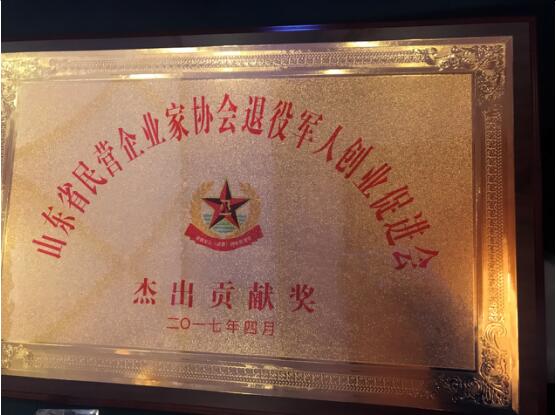 山东省民营企业家协会退役军人创业促进会
杰出贡献奖
二〇一七年四月